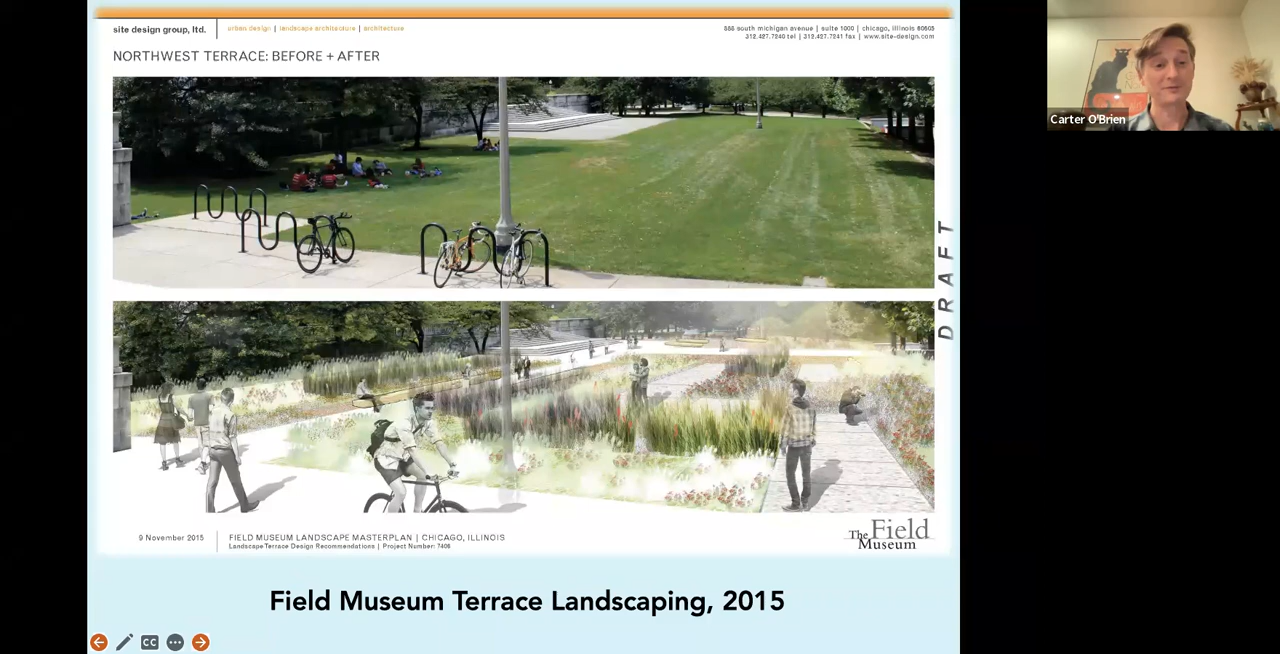 site design group, ltd.
urban design | landscape architecture | architecture
888 south michigan avenue | suite 1000 | chicago, illinois 60605
312.427.7240 tel | 312.427.7241 fax | www.site-design.com
NORTHWEST TERRACE: BEFORE + AFTER
Carter O'Brien
DRAFT
9 November 2015
FIELD MUSEUM LANDSCAPE MASTERPLAN | CHICAGO, ILLINOIS
Landscape Terrace Design Recommendations | Project Number: 7406
The Field
Museum
Field Museum Terrace Landscaping, 2015
CC